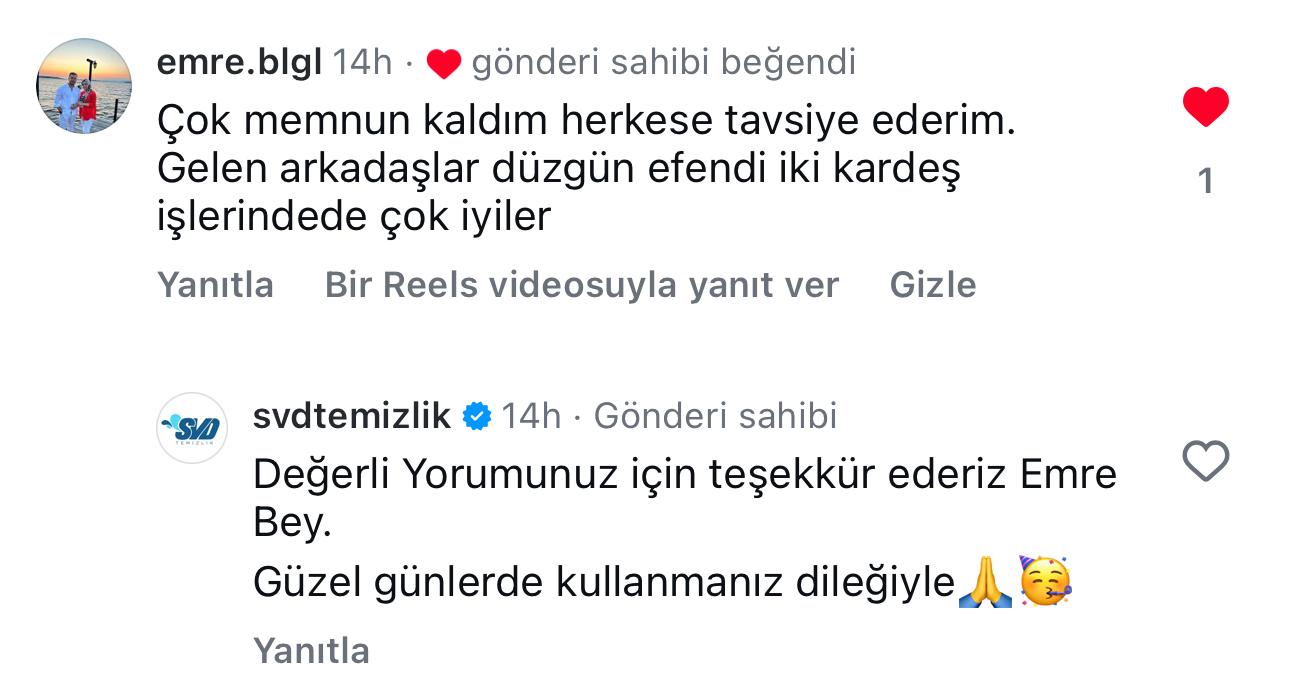 emre.blgl 14h · ❤️ gönderi sahibi beğendi
Çok memnun kaldım herkese tavsiye ederim.
Gelen arkadaşlar düzgün efendi iki kardeş
işlerindede çok iyiler
1
Yanıtla Bir Reels videosuyla yanıt ver Gizle
SVD
TEMİZLİK
svdtemizlik 14h · Gönderi sahibi
Değerli Yorumunuz için teşekkür ederiz Emre
Bey.
Güzel günlerde kullanmanız dileğiyle🙏🥳
Yanıtla